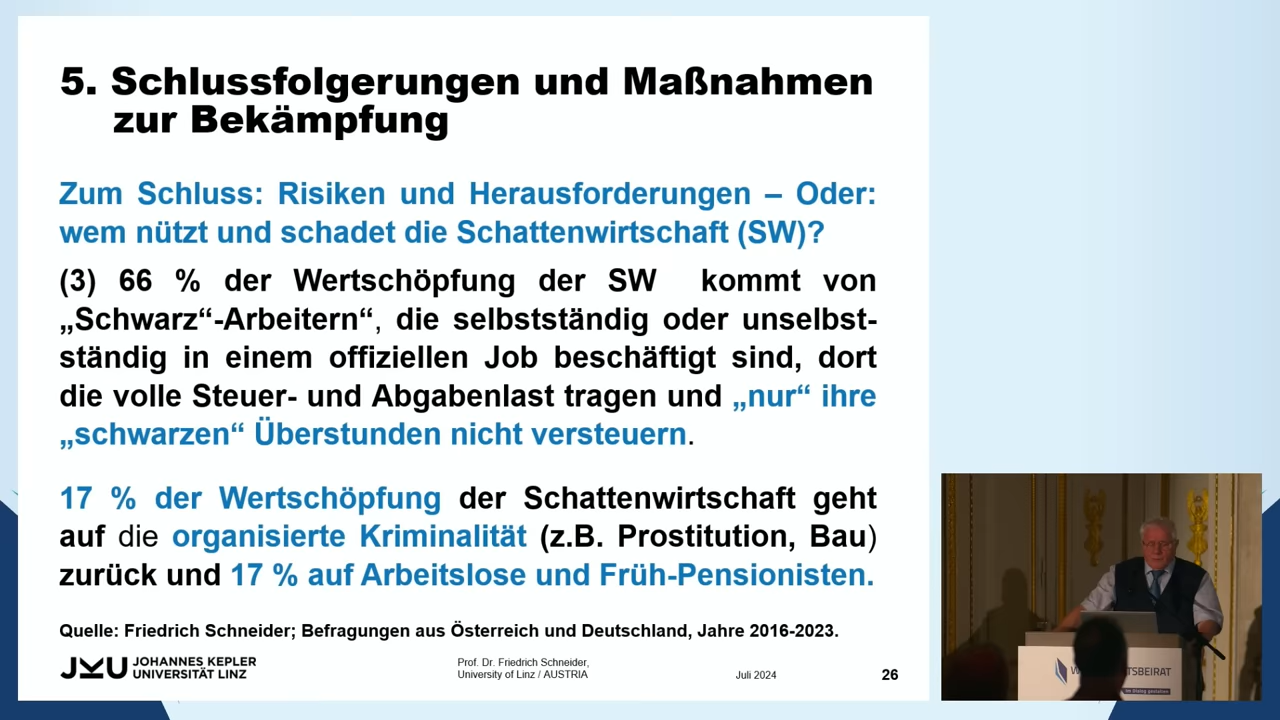 5. Schlussfolgerungen und Maßnahmen
zur Bekämpfung
Zum Schluss: Risiken und Herausforderungen – Oder:
wem nützt und schadet die Schattenwirtschaft (SW)?
(3) 66 % der Wertschöpfung der SW kommt von
„Schwarz“-Arbeitern“, die selbstständig oder unselbst-
ständig in einem offiziellen Job beschäftigt sind, dort
die volle Steuer- und Abgabenlast tragen und „nur“ ihre
„schwarzen“ Überstunden nicht versteuern.
17 % der Wertschöpfung der Schattenwirtschaft geht
auf die organisierte Kriminalität (z.B. Prostitution, Bau)
zurück und 17 % auf Arbeitslose und Früh-Pensionisten.
Quelle: Friedrich Schneider; Befragungen aus Österreich und Deutschland, Jahre 2016-2023.
JKU JOHANNES KEPLER
UNIVERSITÄT LINZ
Prof. Dr. Friedrich Schneider,
University of Linz / AUSTRIA
Juli 2024
26